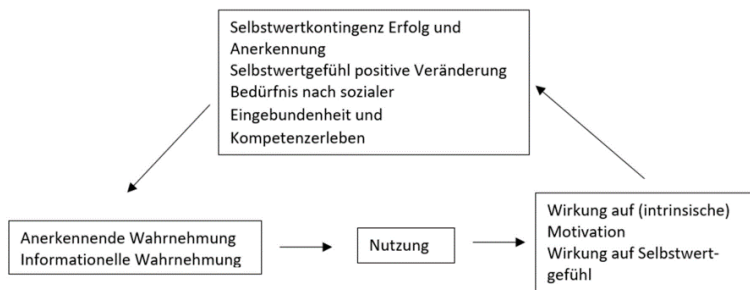 Selbstwertkontingenz Erfolg und
Anerkennung
Selbstwertgefühl positive Veränderung
Bedürfnis nach sozialer
Eingebundenheit und
Kompetenzerleben
Anerkennende Wahrnehmung
Informationelle Wahrnehmung
Nutzung
Wirkung auf (intrinsische)
Motivation
Wirkung auf Selbstwert-
gefühl